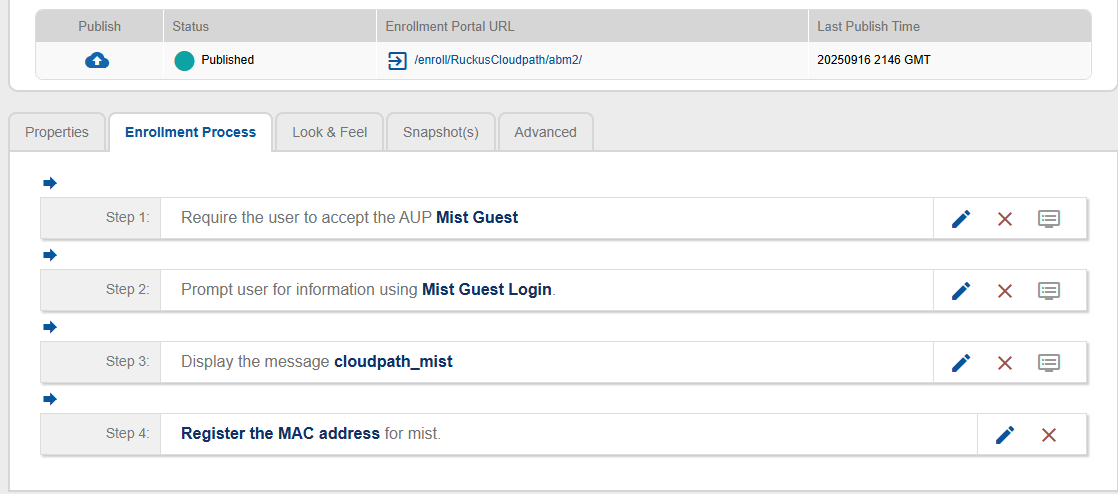 Publish Status Enrollment Portal URL Last Publish Time
Published /enroll/RuckusCloudpath/abm2/ 20250916 2146 GMT
Properties Enrollment Process Look & Feel Snapshot(s) Advanced
Step 1: Require the user to accept the AUP Mist Guest
Step 2: Prompt user for information using Mist Guest Login.
Step 3: Display the message cloudpath_mist
Step 4: Register the MAC address for mist.